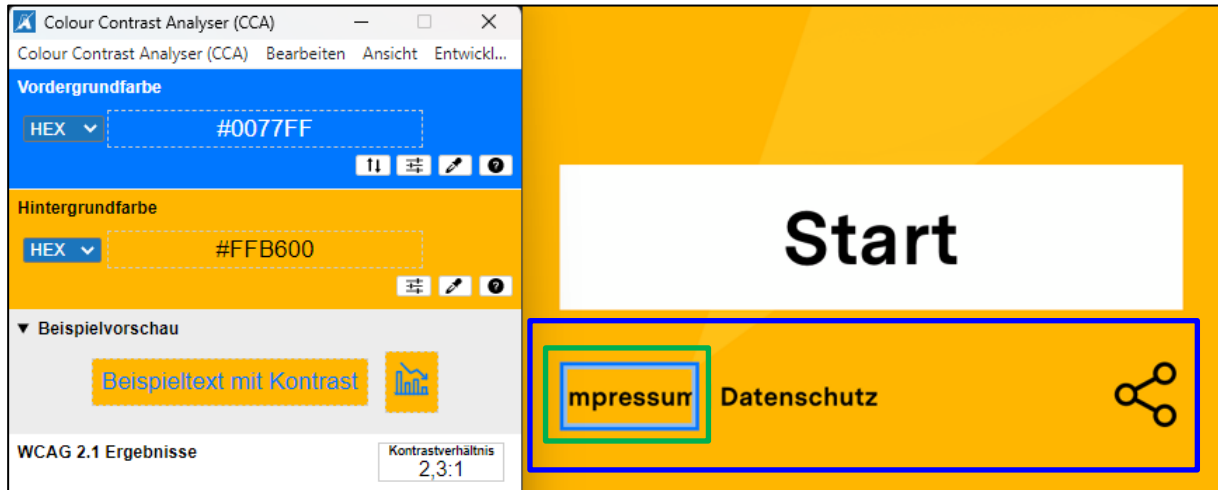 Colour Contrast Analyser (CCA)
Colour Contrast Analyser (CCA) Bearbeiten Ansicht Entwickl...
Vordergrundfarbe
HEX #0077FF
Hintergrundfarbe
HEX #FFB600
▼ Beispielvorschau
Beispieltext mit Kontrast
WCAG 2.1 Ergebnisse
Kontrastverhältnis
2,3:1
Start
mpressum Datenschutz